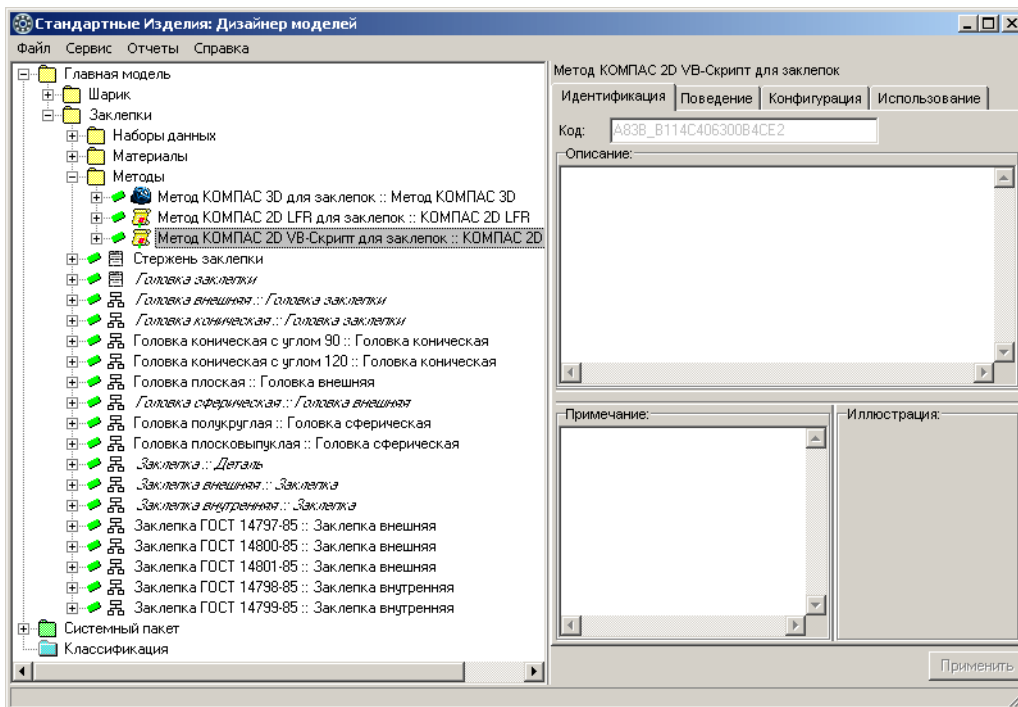 Стандартные Изделия: Дизайнер моделей
Файл Сервис Отчеты Справка
Главная модель
Шарик
Заклепки
Наборы данных
Материалы
Методы
Метод КОМПАС 3D для заклепок :: Метод КОМПАС 3D
Метод КОМПАС 2D LFR для заклепок :: КОМПАС 2D LFR
Метод КОМПАС 2D VB-Скрипт для заклепок :: КОМПАС 2D
Стержень заклепки
Головка заклепки
Головка внешняя :: Головка заклепки
Головка коническая :: Головка заклепки
Головка коническая с углом 90 :: Головка коническая
Головка коническая с углом 120 :: Головка коническая
Головка плоская :: Головка внешняя
Головка сферическая :: Головка внешняя
Головка полукруглая :: Головка сферическая
Головка плосковыпуклая :: Головка сферическая
Заклепка :: Деталь
Заклепка внешняя :: Заклепка
Заклепка внутренняя :: Заклепка
Заклепка ГОСТ 14797-85 :: Заклепка внешняя
Заклепка ГОСТ 14800-85 :: Заклепка внешняя
Заклепка ГОСТ 14801-85 :: Заклепка внешняя
Заклепка ГОСТ 14798-85 :: Заклепка внутренняя
Заклепка ГОСТ 14799-85 :: Заклепка внутренняя
Системный пакет
Классификация
Метод КОМПАС 2D VB-Скрипт для заклепок
Идентификация Поведение Конфигурация Использование
Код: A83B_B114C406300B4CE2
Описание:
Примечание:
Иллюстрация:
Применить